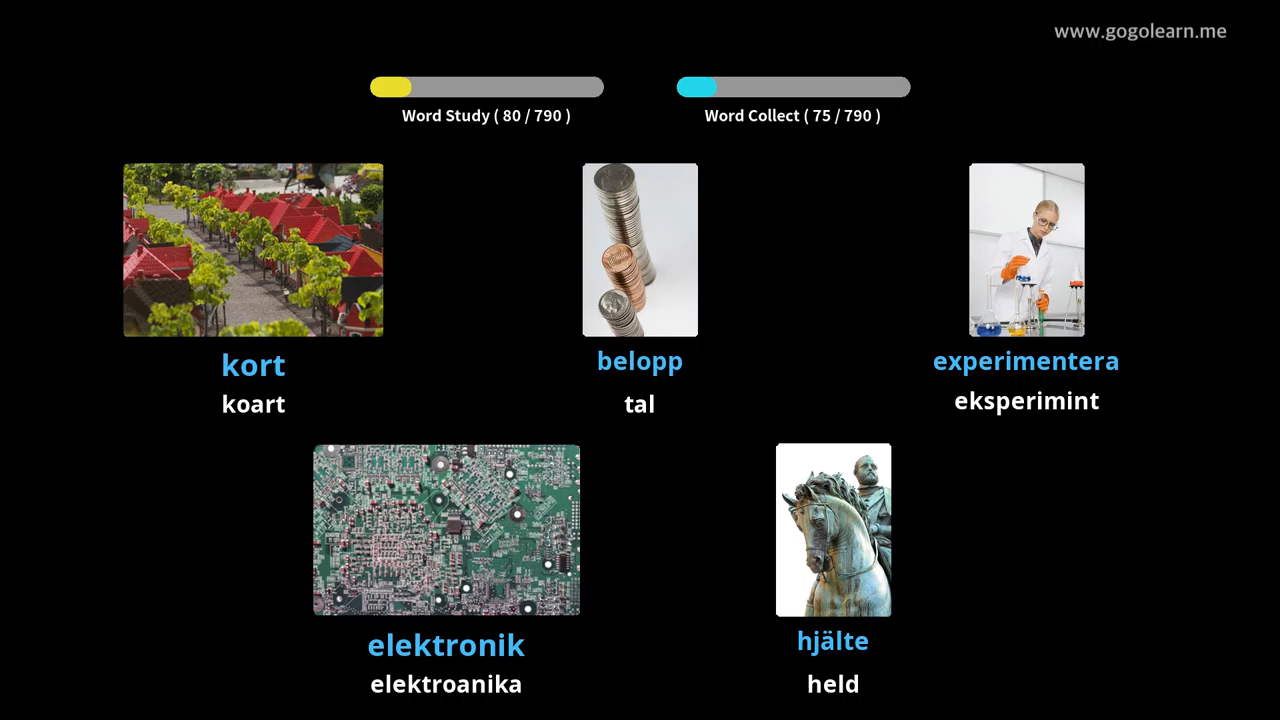 www.gogolearn.me
Word Study ( 80 / 790 )
Word Collect ( 75 / 790 )
kort
koart
belopp
tal
experimentera
eksperimint
elektronik
elektroanika
hjälte
held